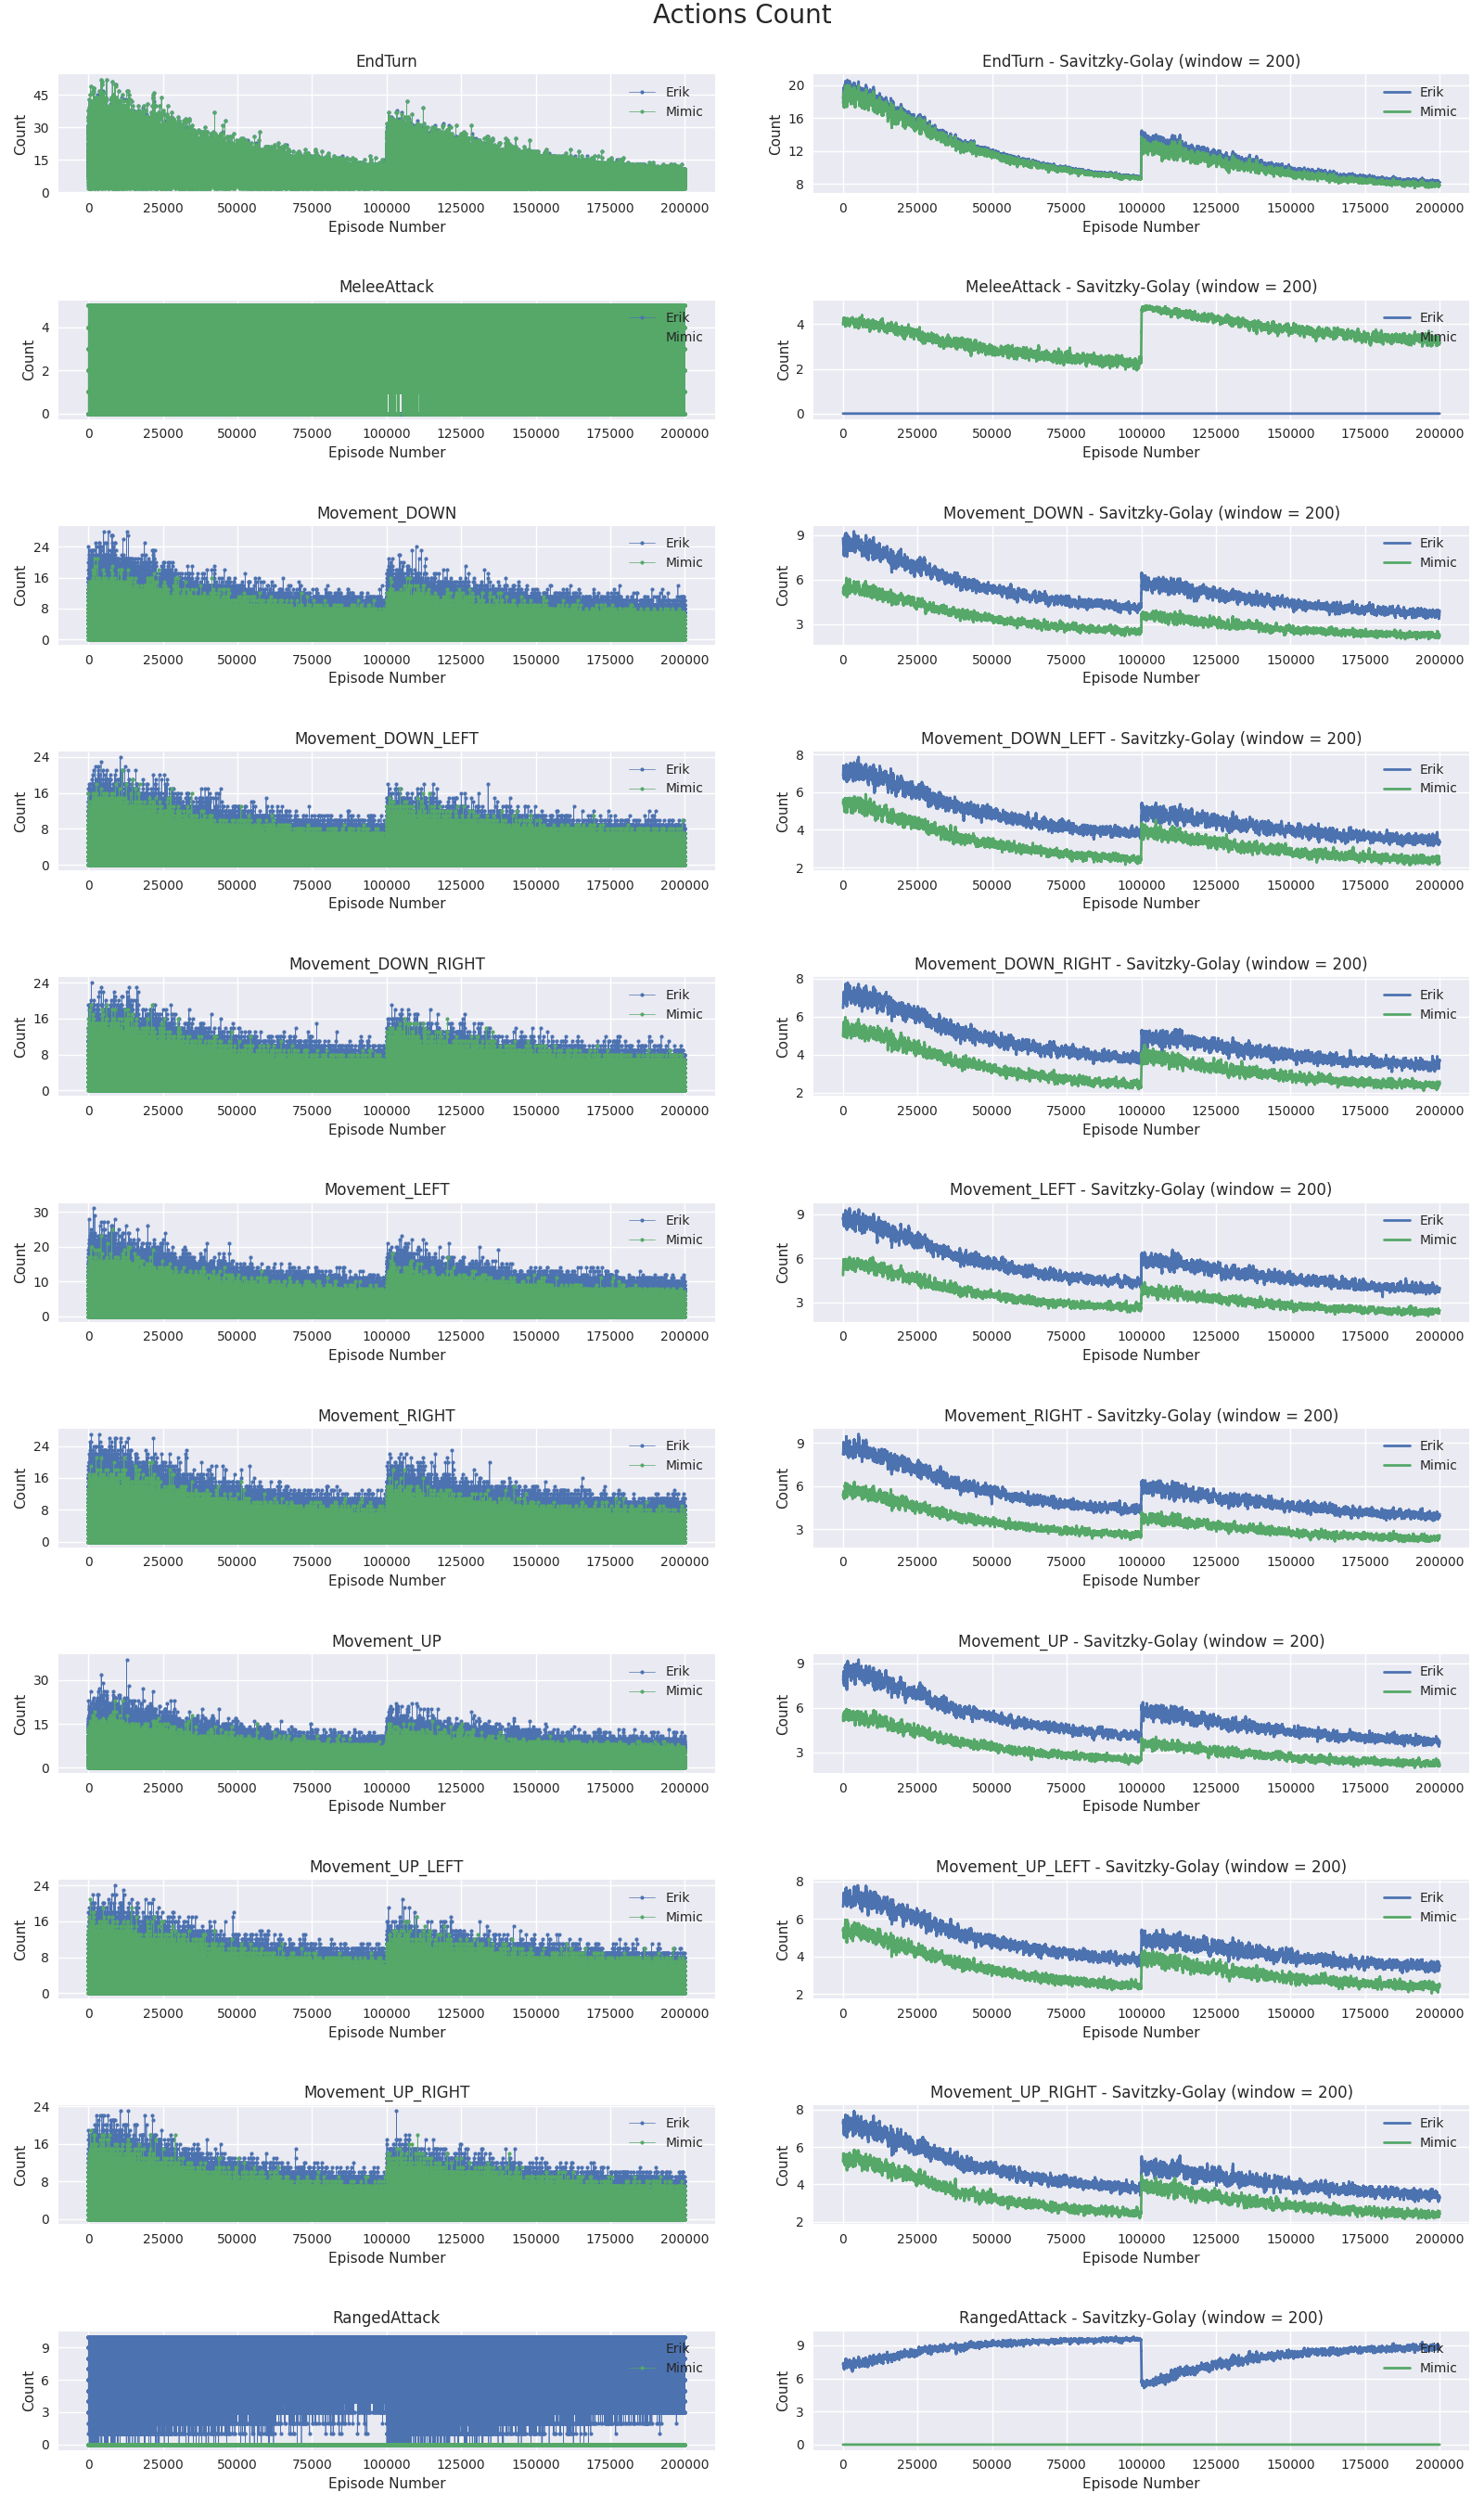 Actions Count
EndTurn
Count
45
30
15
0
Erik
Mimic
0 25000 50000 75000 100000 125000 150000 175000 200000
Episode Number
EndTurn - Savitzky-Golay (window = 200)
Count
20
16
12
8
Erik
Mimic
0 25000 50000 75000 100000 125000 150000 175000 200000
Episode Number
MeleeAttack
Count
4
2
0
Erik
Mimic
0 25000 50000 75000 100000 125000 150000 175000 200000
Episode Number
MeleeAttack - Savitzky-Golay (window = 200)
Count
4
2
0
Erik
Mimic
0 25000 50000 75000 100000 125000 150000 175000 200000
Episode Number
Movement_DOWN
Count
24
16
8
0
Erik
Mimic
0 25000 50000 75000 100000 125000 150000 175000 200000
Episode Number
Movement_DOWN - Savitzky-Golay (window = 200)
Count
9
6
3
Erik
Mimic
0 25000 50000 75000 100000 125000 150000 175000 200000
Episode Number
Movement_DOWN_LEFT
Count
24
16
8
0
Erik
Mimic
0 25000 50000 75000 100000 125000 150000 175000 200000
Episode Number
Movement_DOWN_LEFT - Savitzky-Golay (window = 200)
Count
8
6
4
2
Erik
Mimic
0 25000 50000 75000 100000 125000 150000 175000 200000
Episode Number
Movement_DOWN_RIGHT
Count
24
16
8
0
Erik
Mimic
0 25000 50000 75000 100000 125000 150000 175000 200000
Episode Number
Movement_DOWN_RIGHT - Savitzky-Golay (window = 200)
Count
8
6
4
2
Erik
Mimic
0 25000 50000 75000 100000 125000 150000 175000 200000
Episode Number
Movement_LEFT
Count
30
20
10
0
Erik
Mimic
0 25000 50000 75000 100000 125000 150000 175000 200000
Episode Number
Movement_LEFT - Savitzky-Golay (window = 200)
Count
9
6
3
Erik
Mimic
0 25000 50000 75000 100000 125000 150000 175000 200000
Episode Number
Movement_RIGHT
Count
24
16
8
0
Erik
Mimic
0 25000 50000 75000 100000 125000 150000 175000 200000
Episode Number
Movement_RIGHT - Savitzky-Golay (window = 200)
Count
9
6
3
Erik
Mimic
0 25000 50000 75000 100000 125000 150000 175000 200000
Episode Number
Movement_UP
Count
30
15
0
Erik
Mimic
0 25000 50000 75000 100000 125000 150000 175000 200000
Episode Number
Movement_UP - Savitzky-Golay (window = 200)
Count
9
6
3
Erik
Mimic
0 25000 50000 75000 100000 125000 150000 175000 200000
Episode Number
Movement_UP_LEFT
Count
24
16
8
0
Erik
Mimic
0 25000 50000 75000 100000 125000 150000 175000 200000
Episode Number
Movement_UP_LEFT - Savitzky-Golay (window = 200)
Count
8
6
4
2
Erik
Mimic
0 25000 50000 75000 100000 125000 150000 175000 200000
Episode Number
Movement_UP_RIGHT
Count
24
16
8
0
Erik
Mimic
0 25000 50000 75000 100000 125000 150000 175000 200000
Episode Number
Movement_UP_RIGHT - Savitzky-Golay (window = 200)
Count
8
6
4
2
Erik
Mimic
0 25000 50000 75000 100000 125000 150000 175000 200000
Episode Number
RangedAttack
Count
9
6
3
0
Erik
Mimic
0 25000 50000 75000 100000 125000 150000 175000 200000
Episode Number
RangedAttack - Savitzky-Golay (window = 200)
Count
9
6
3
0
Erik
Mimic
0 25000 50000 75000 100000 125000 150000 175000 200000
Episode Number